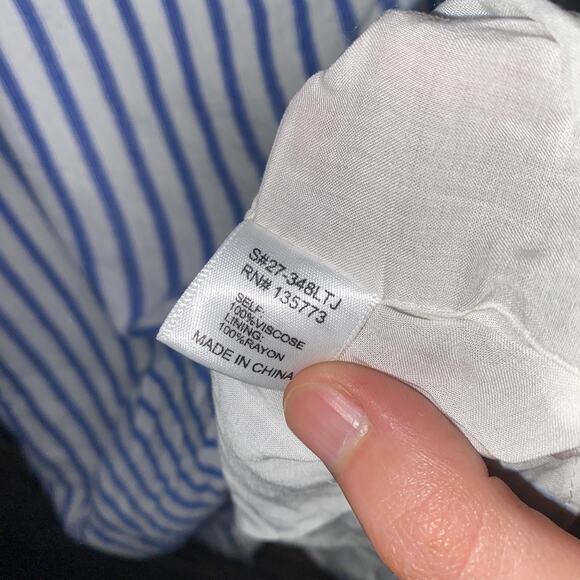 S#27-348LTJ
RN# 135773
SELF:
100%VISCOSE
LINING:
100%RAYON
MADE IN CHINA